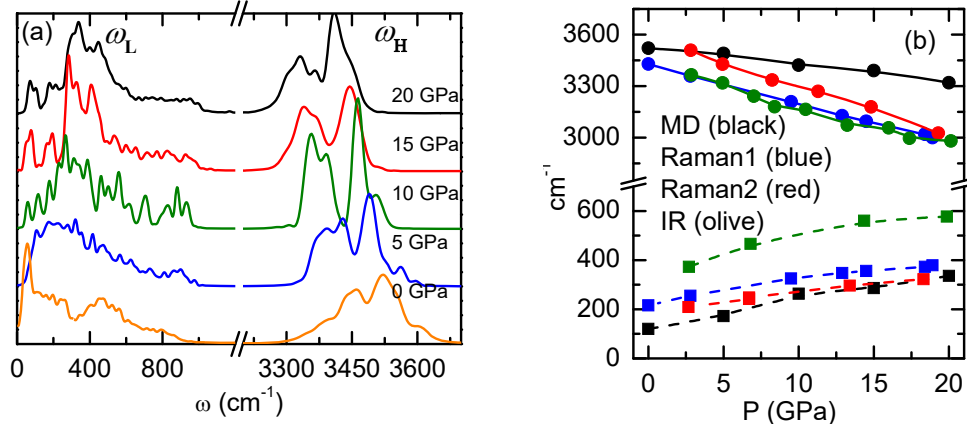 (a)
ω_L
ω_H
20 GPa
15 GPa
10 GPa
5 GPa
0 GPa
0 400 800 3300 3450 3600
ω (cm⁻¹)
(b)
3600
3300
3000
600
400
200
0
cm⁻¹
MD (black)
Raman1 (blue)
Raman2 (red)
IR (olive)
0 5 10 15 20
P (GPa)